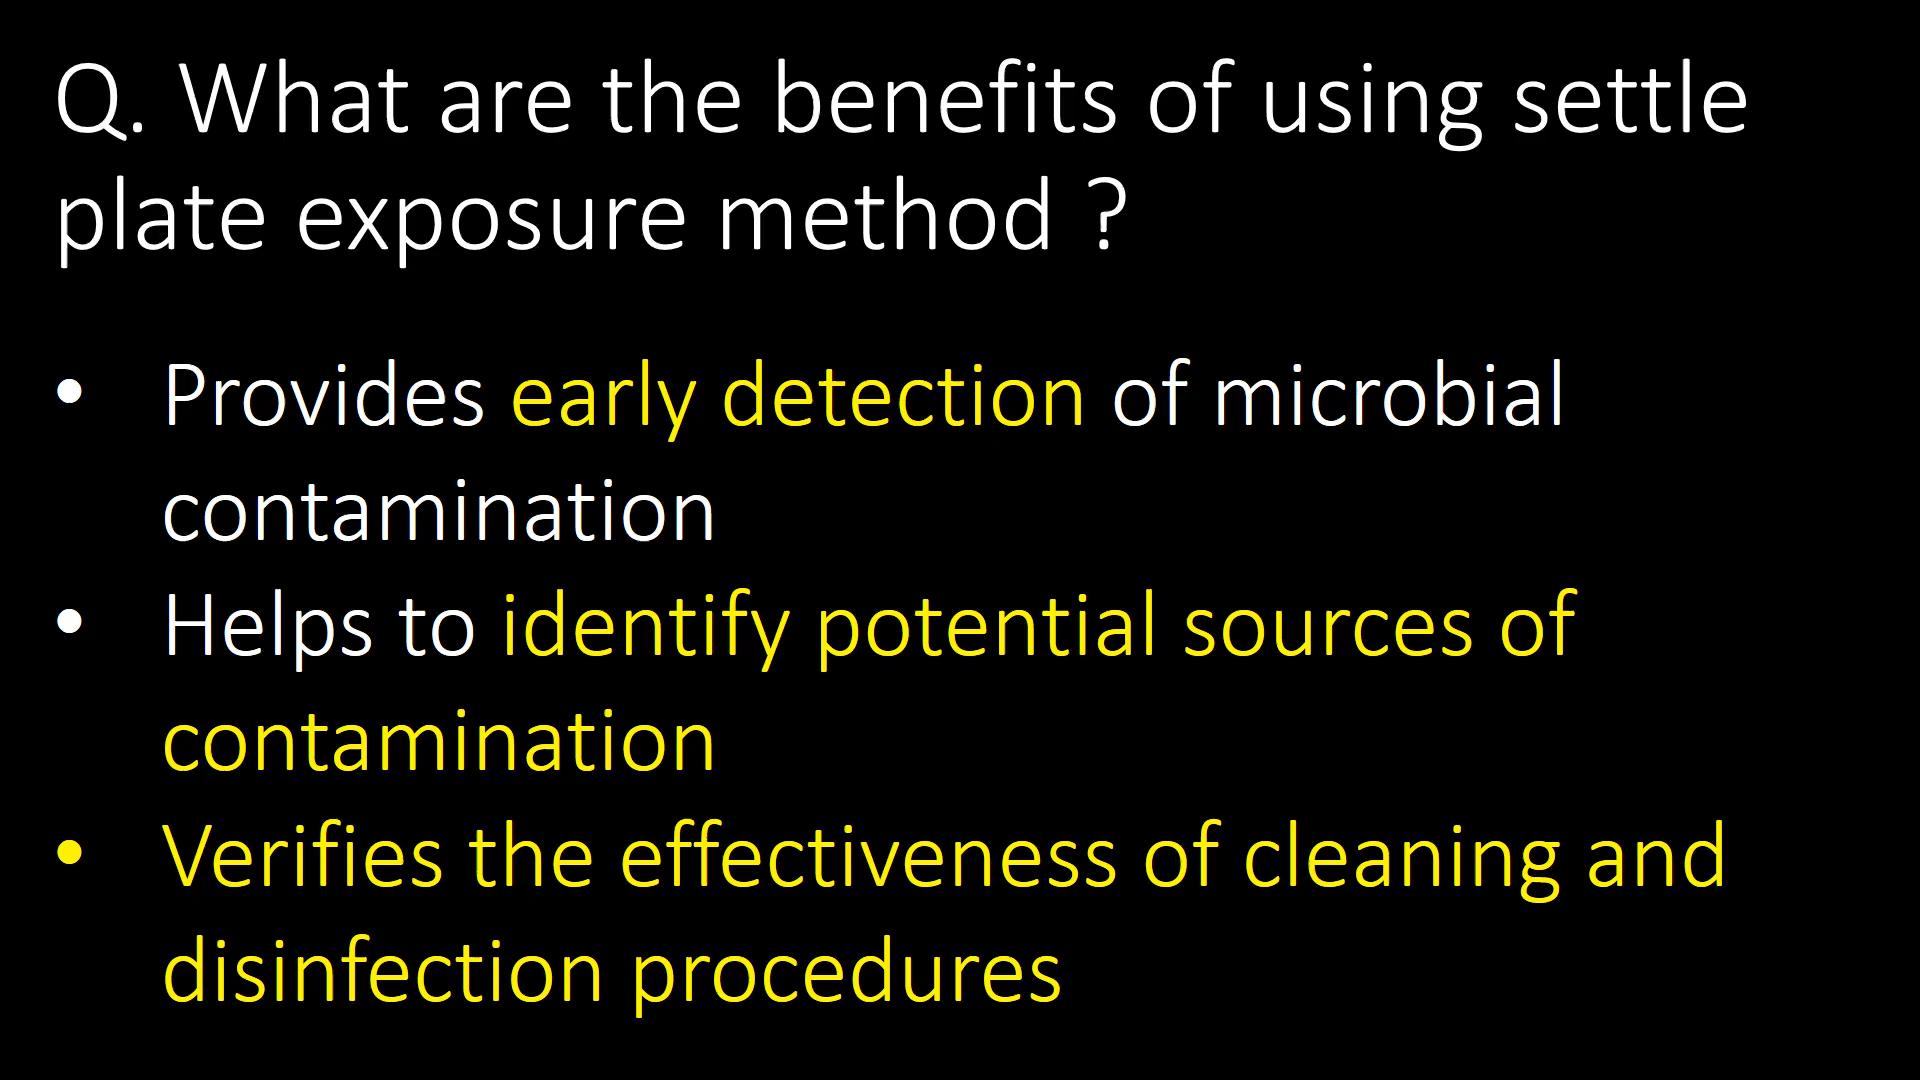 Q. What are the benefits of using settle
plate exposure method ?
• Provides early detection of microbial
contamination
• Helps to identify potential sources of
contamination
• Verifies the effectiveness of cleaning and
disinfection procedures